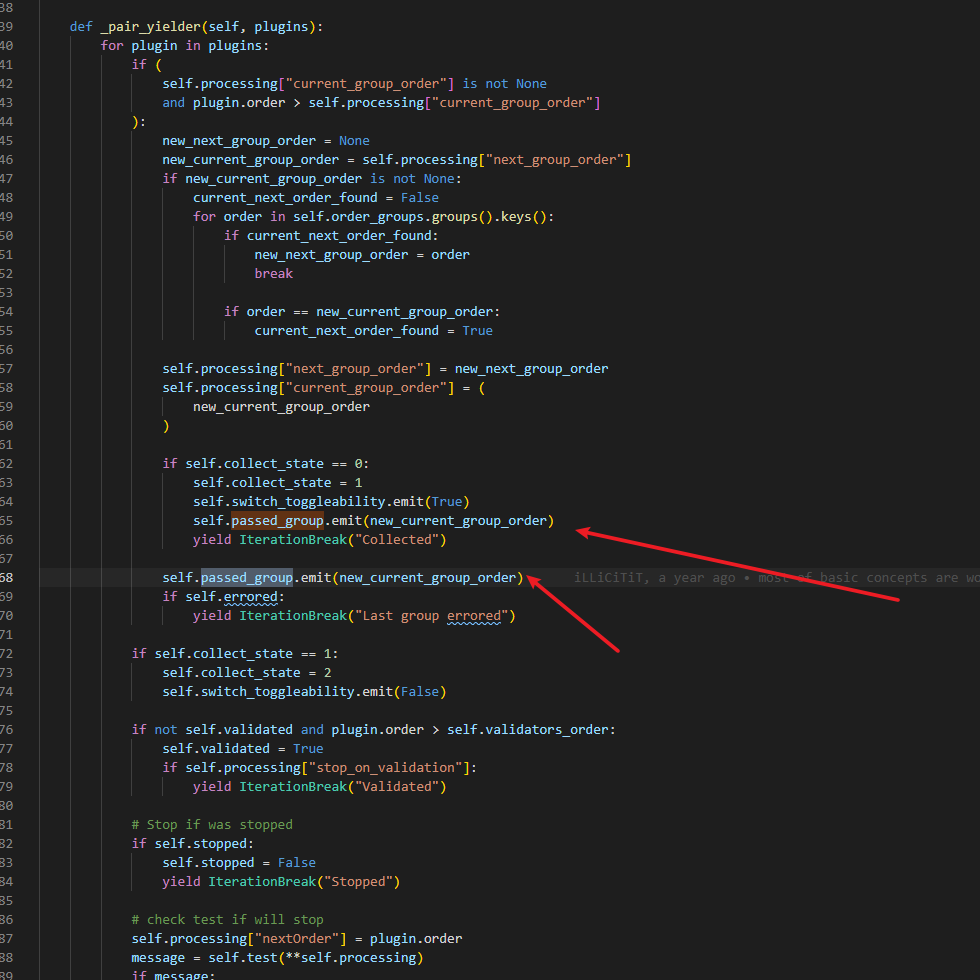 38
39 def _pair_yielder(self, plugins):
40 for plugin in plugins:
41 if (
42 self.processing["current_group_order"] is not None
43 and plugin.order > self.processing["current_group_order"]
44 ):
45 new_next_group_order = None
46 new_current_group_order = self.processing["next_group_order"]
47 if new_current_group_order is not None:
48 current_next_order_found = False
49 for order in self.order_groups.groups().keys():
50 if current_next_order_found:
51 new_next_group_order = order
52 break
53
54 if order == new_current_group_order:
55 current_next_order_found = True
56
57 self.processing["next_group_order"] = new_next_group_order
58 self.processing["current_group_order"] = (
59 new_current_group_order
60 )
61
62 if self.collect_state == 0:
63 self.collect_state = 1
64 self.switch_toggleability.emit(True)
65 self.passed_group.emit(new_current_group_order)
66 yield IterationBreak("Collected")
67
68 self.passed_group.emit(new_current_group_order) iLLiCiTiT, a year ago • most of basic concepts are wo
69 if self.errored:
70 yield IterationBreak("Last group errored")
71
72 if self.collect_state == 1:
73 self.collect_state = 2
74 self.switch_toggleability.emit(False)
75
76 if not self.validated and plugin.order > self.validators_order:
77 self.validated = True
78 if self.processing["stop_on_validation"]:
79 yield IterationBreak("Validated")
80
81 # Stop if was stopped
82 if self.stopped:
83 self.stopped = False
84 yield IterationBreak("Stopped")
85
86 # check test if will stop
87 self.processing["nextOrder"] = plugin.order
88 message = self.test(**self.processing)
89 if message: